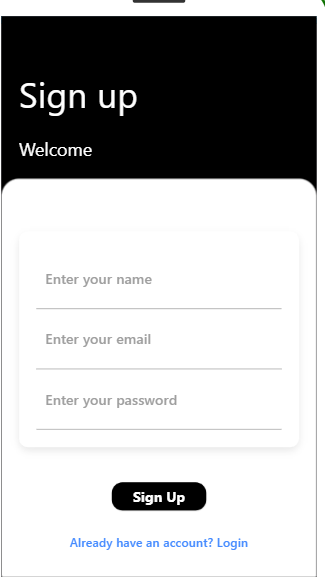 Sign up
Welcome
Enter your name
Enter your email
Enter your password
Sign Up
Already have an account? Login